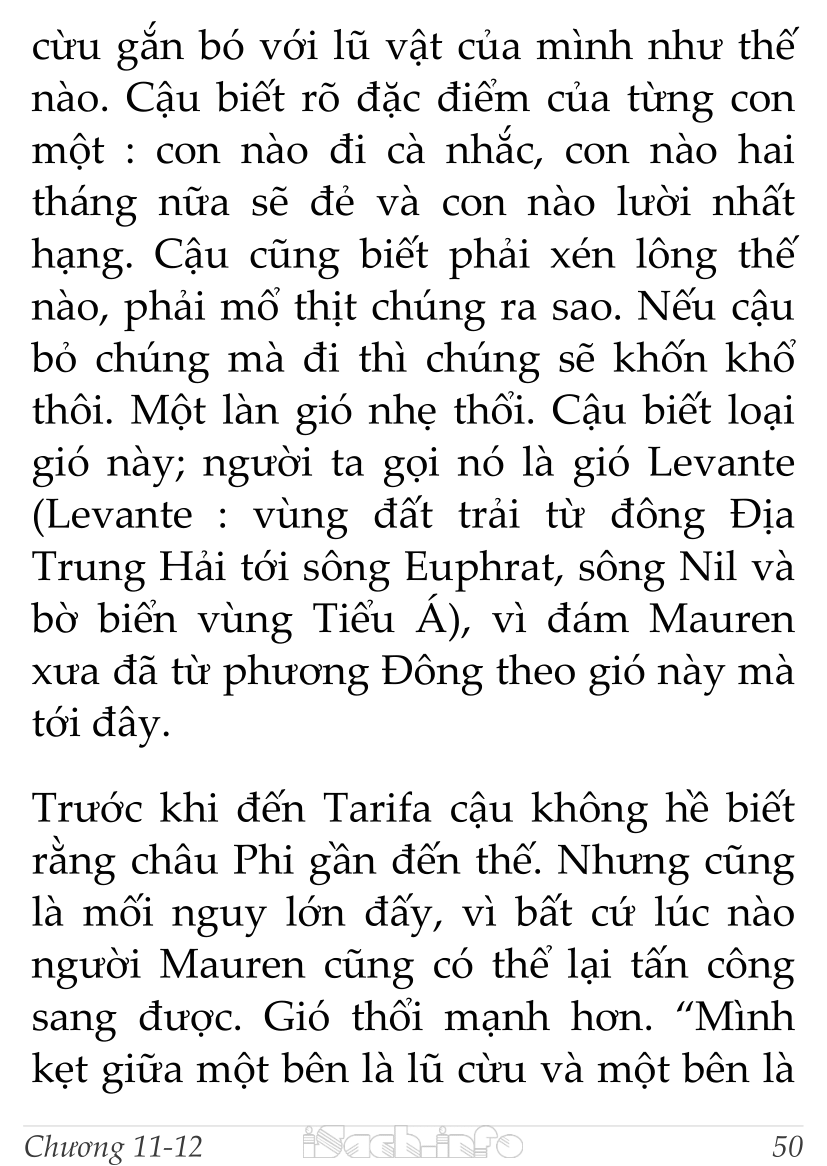 cừu gắn bó với lũ vật của mình như thế
nào. Cậu biết rõ đặc điểm của từng con
một : con nào đi cà nhắc, con nào hai
tháng nữa sẽ đẻ và con nào lười nhất
hạng. Cậu cũng biết phải xén lông thế
nào, phải mổ thịt chúng ra sao. Nếu cậu
bỏ chúng mà đi thì chúng sẽ khốn khổ
thôi. Một làn gió nhẹ thổi. Cậu biết loại
gió này; người ta gọi nó là gió Levante
(Levante : vùng đất trải từ đông Địa
Trung Hải tới sông Euphrat, sông Nil và
bờ biển vùng Tiểu Á), vì đám Mauren
xưa đã từ phương Đông theo gió này mà
tới đây.
Trước khi đến Tarifa cậu không hề biết
rằng châu Phi gần đến thế. Nhưng cũng
là mối nguy lớn đấy, vì bất cứ lúc nào
người Mauren cũng có thể lại tấn công
sang được. Gió thổi mạnh hơn. “Mình
kẹt giữa một bên là lũ cừu và một bên là
Chương 11-12 iSach.info 50